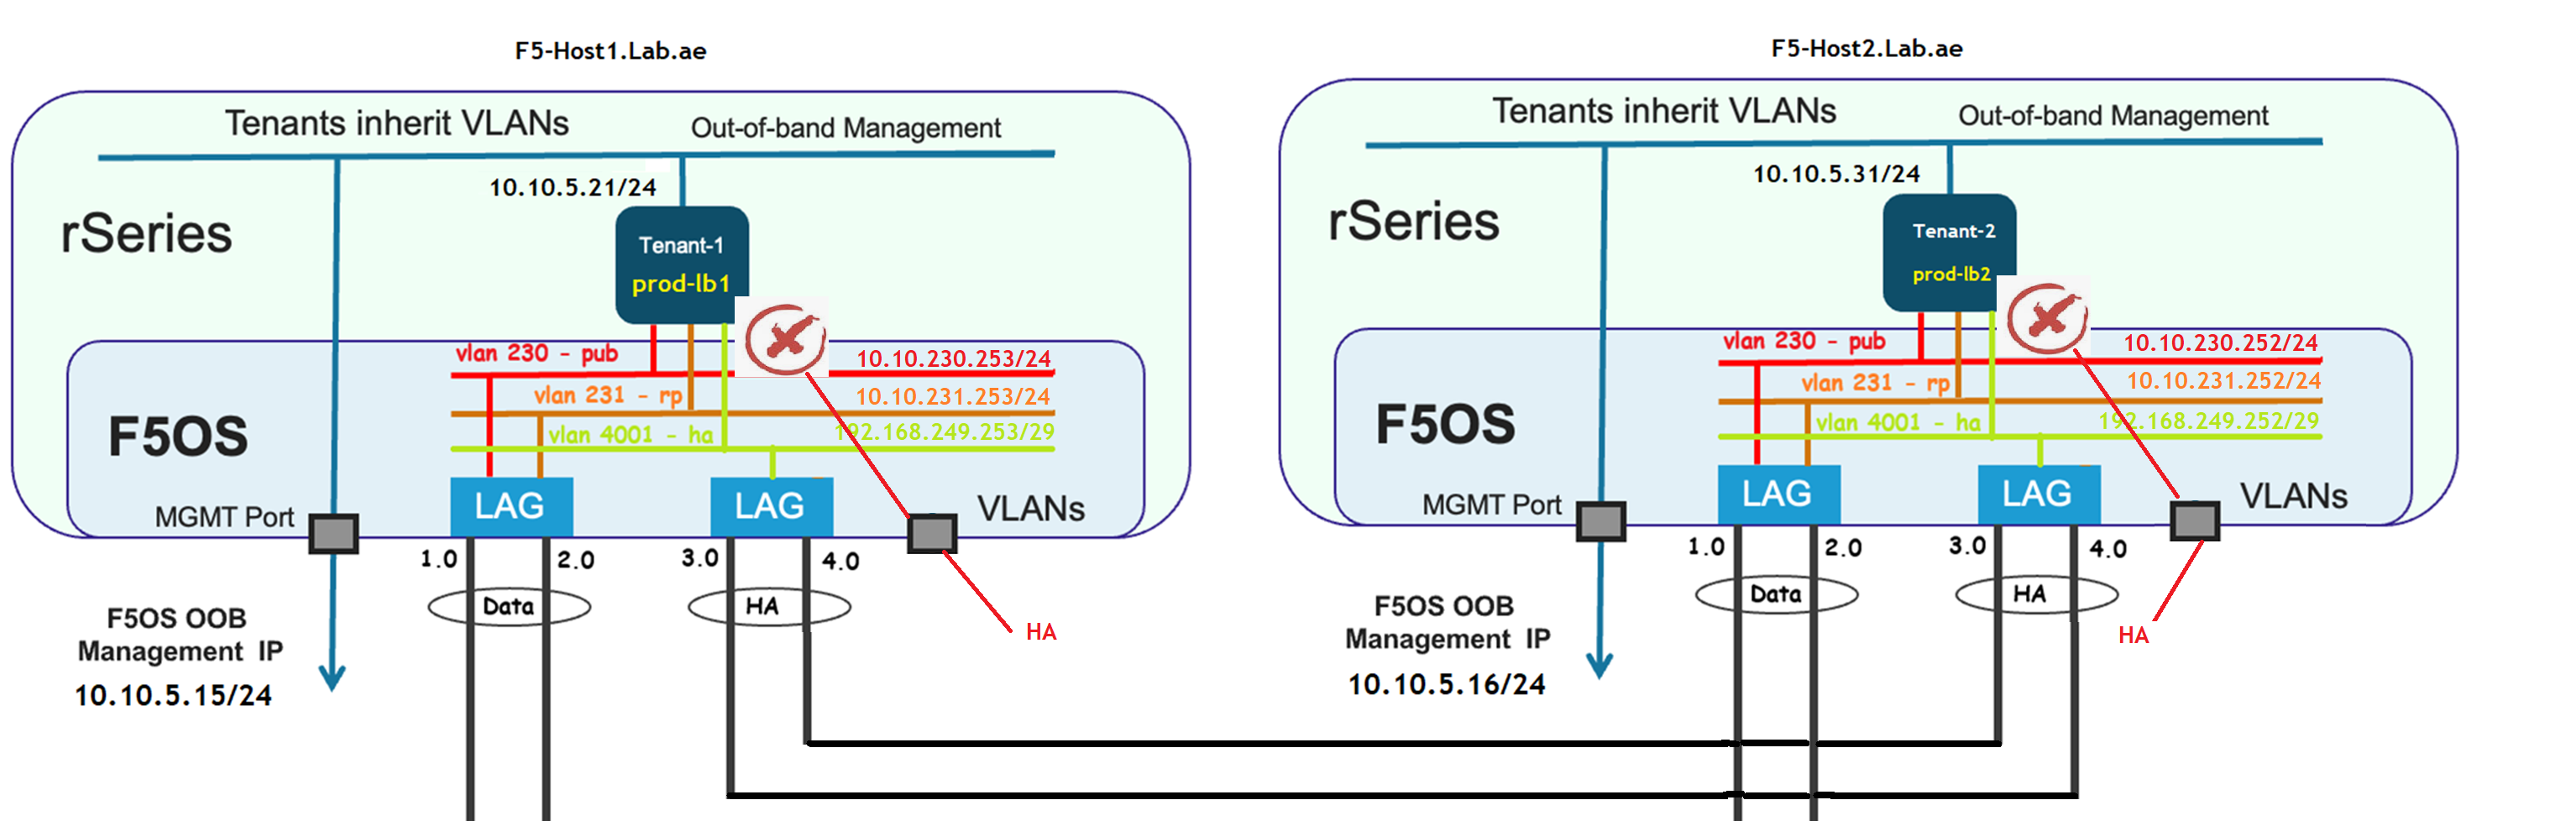 F5-Host1.Lab.ae
Tenants inherit VLANs
Out-of-band Management
10.10.5.21/24
rSeries
Tenant-1
prod-lb1
vlan 230 - pub
10.10.230.253/24
vlan 231 - rp
10.10.231.253/24
F5OS
vlan 4001 - ha
192.168.249.253/29
MGMT Port
LAG
LAG
VLANs
1.0
2.0
3.0
4.0
Data
HA
F5OS OOB
Management IP
10.10.5.15/24
HA
F5-Host2.Lab.ae
Tenants inherit VLANs
Out-of-band Management
10.10.5.31/24
rSeries
Tenant-2
prod-lb2
vlan 230 - pub
10.10.230.252/24
vlan 231 - rp
10.10.231.252/24
F5OS
vlan 4001 - ha
192.168.249.252/29
MGMT Port
LAG
LAG
VLANs
1.0
2.0
3.0
4.0
Data
HA
F5OS OOB
Management IP
10.10.5.16/24
HA